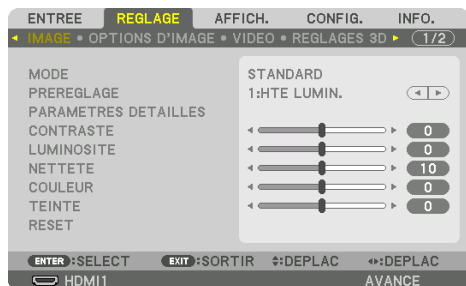 ENTREE REGLAGE AFFICH. CONFIG. INFO.
IMAGE • OPTIONS D'IMAGE • VIDEO • REGLAGES 3D 1/2
MODE STANDARD
PREREGLAGE 1:HTE LUMIN.
PARAMETRES DETAILLES
CONTRASTE 0
LUMINOSITE 0
NETTETE 10
COULEUR 0
TEINTE 0
RESET
ENTER :SELECT EXIT :SORTIR :DEPLAC :DEPLAC
HDMI1 AVANCE